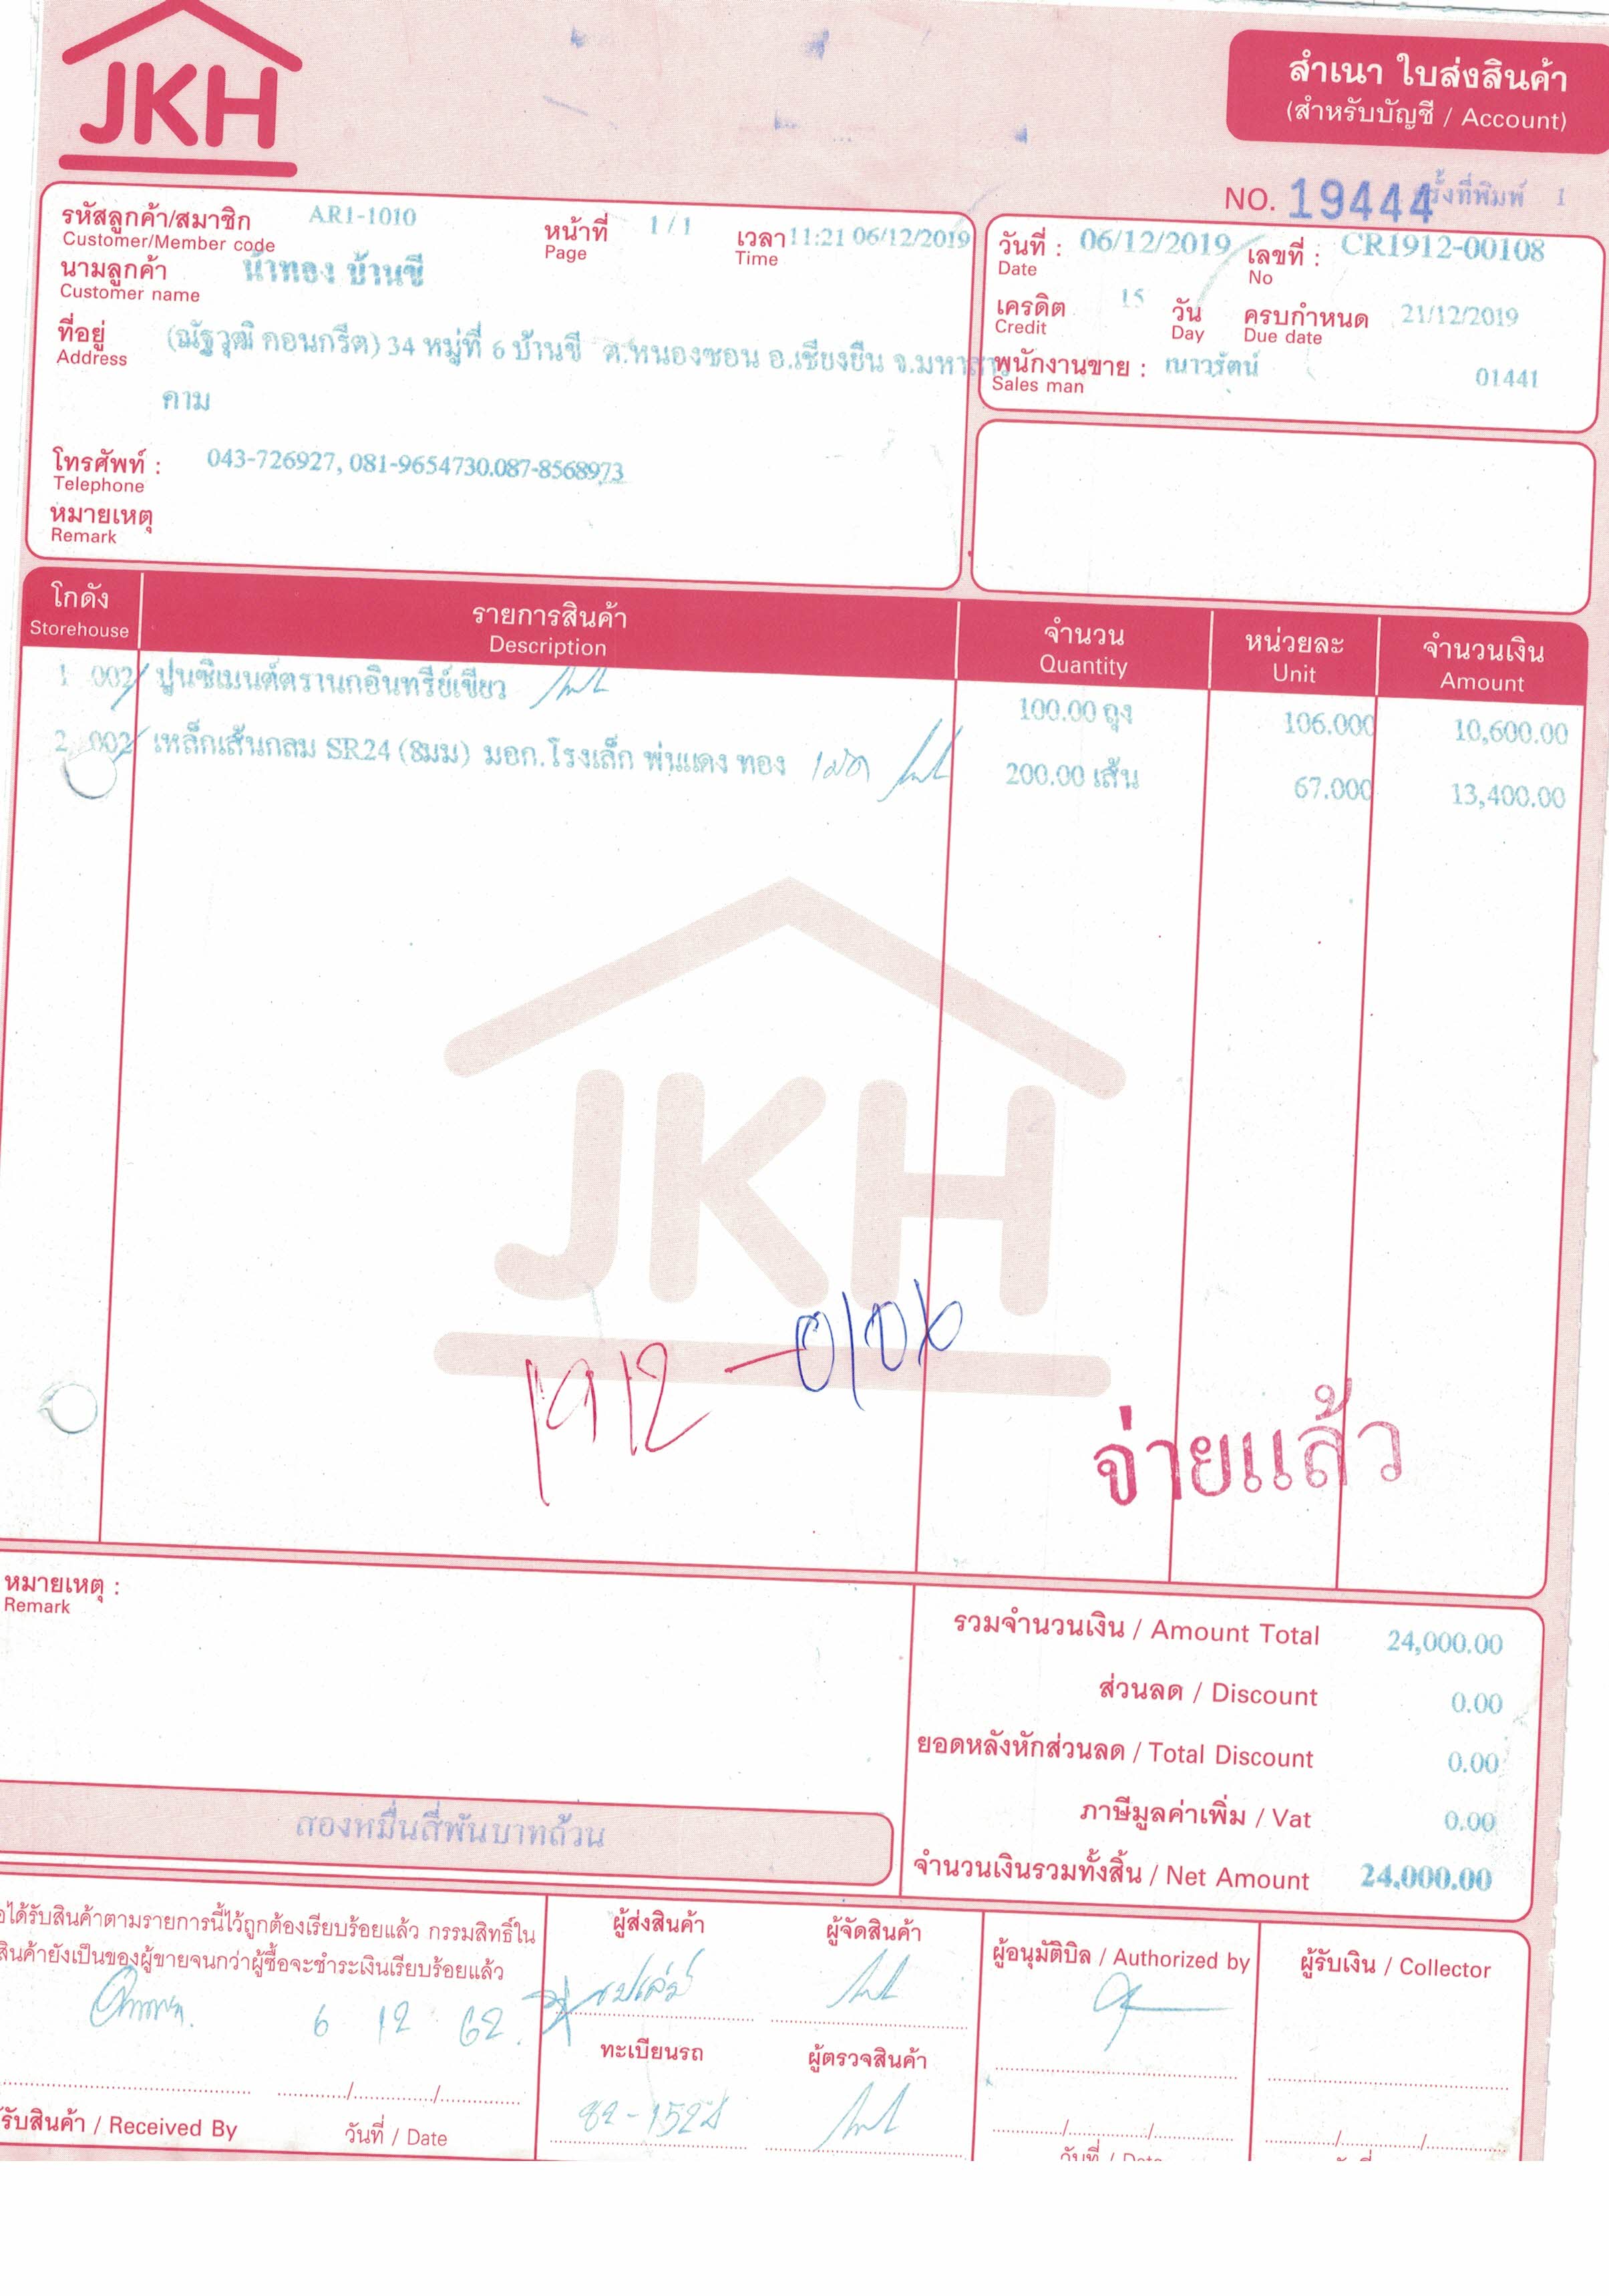 JKH
สำเนา ใบส่งสินค้า
(สำหรับบัญชี / Account)
NO. 19444 รั้งที่พิมพ์ 1
รหัสลูกค้า/สมาชิก AR1-1010 หน้าที่ 1 / 1 เวลา 11:21 06/12/2019
Customer/Member code Page Time
นามลูกค้า น้าทอง บ้านซี
Customer name
ที่อยู่ (ณัฐวุฒิ คอนกรีต) 34 หมู่ที่ 6 บ้านซี ต.หนองซอน อ.เชียงยืน จ.มหาสาร
Address
คาม
โทรศัพท์ : 043-726927, 081-9654730.087-8568973
Telephone
หมายเหตุ
Remark
วันที่ : 06/12/2019 เลขที่ : CR1912-00108
Date No
เครดิต 15 วัน ครบกำหนด 21/12/2019
Credit Day Due date
พนักงานขาย : ณาวรัตน์ 01441
Sales man
โกดัง รายการสินค้า จำนวน หน่วยละ จำนวนเงิน
Storehouse Description Quantity Unit Amount
1 002 ปูนซิเมนต์ตรานกอินทรีย์เขียว 100.00 ถุง 106.000 10,600.00
2 002 เหล็กเส้นกลม SR24 (8มม) มอก.โรงเล็ก พ่นแดง ทอง 200.00 เส้น 67.000 13,400.00
JKH
1912 - 0106
จ่ายแล้ว
หมายเหตุ :
Remark
รวมจำนวนเงิน / Amount Total 24,000.00
ส่วนลด / Discount 0.00
ยอดหลังหักส่วนลด / Total Discount 0.00
ภาษีมูลค่าเพิ่ม / Vat 0.00
จำนวนเงินรวมทั้งสิ้น / Net Amount 24,000.00
สองหมื่นสี่พันบาทถ้วน
ได้รับสินค้าตามรายการนี้ไว้ถูกต้องเรียบร้อยแล้ว กรรมสิทธิ์ใน
สินค้ายังเป็นของผู้ขายจนกว่าผู้ซื้อจะชำระเงินเรียบร้อยแล้ว
6 12 62
รับสินค้า / Received By วันที่ / Date
ผู้ส่งสินค้า ผู้จัดสินค้า
ทะเบียนรถ ผู้ตรวจสินค้า
ผู้อนุมัติบิล / Authorized by ผู้รับเงิน / Collector
วันที่ / Date